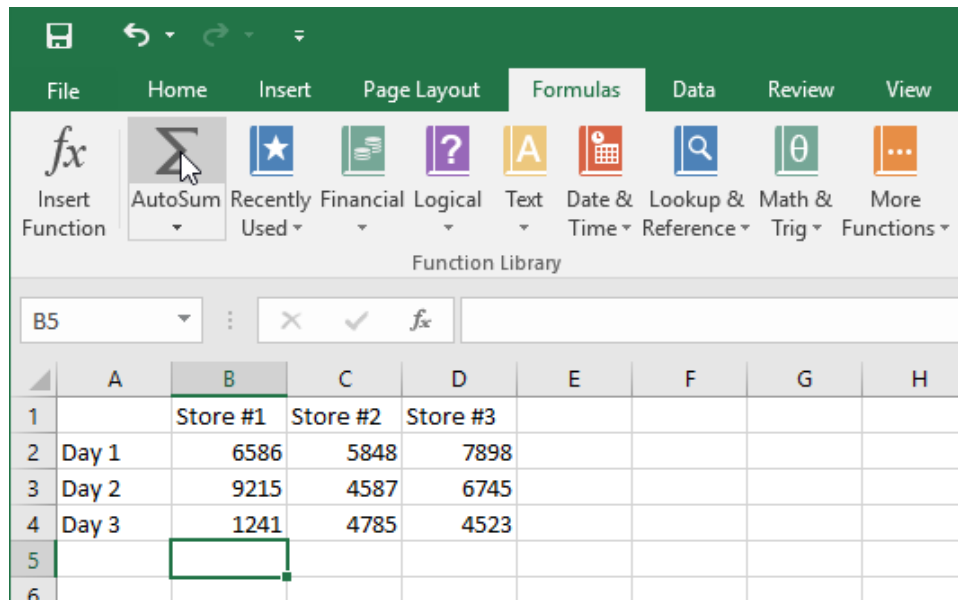 File Home Insert Page Layout Formulas Data Review View
fx Σ ? A θ
Insert AutoSum Recently Financial Logical Text Date & Lookup & Math & More
Function Used Time Reference Trig Functions
Function Library
B5 fx
A B C D E F G H
1 Store #1 Store #2 Store #3
2 Day 1 6586 5848 7898
3 Day 2 9215 4587 6745
4 Day 3 1241 4785 4523
5
6